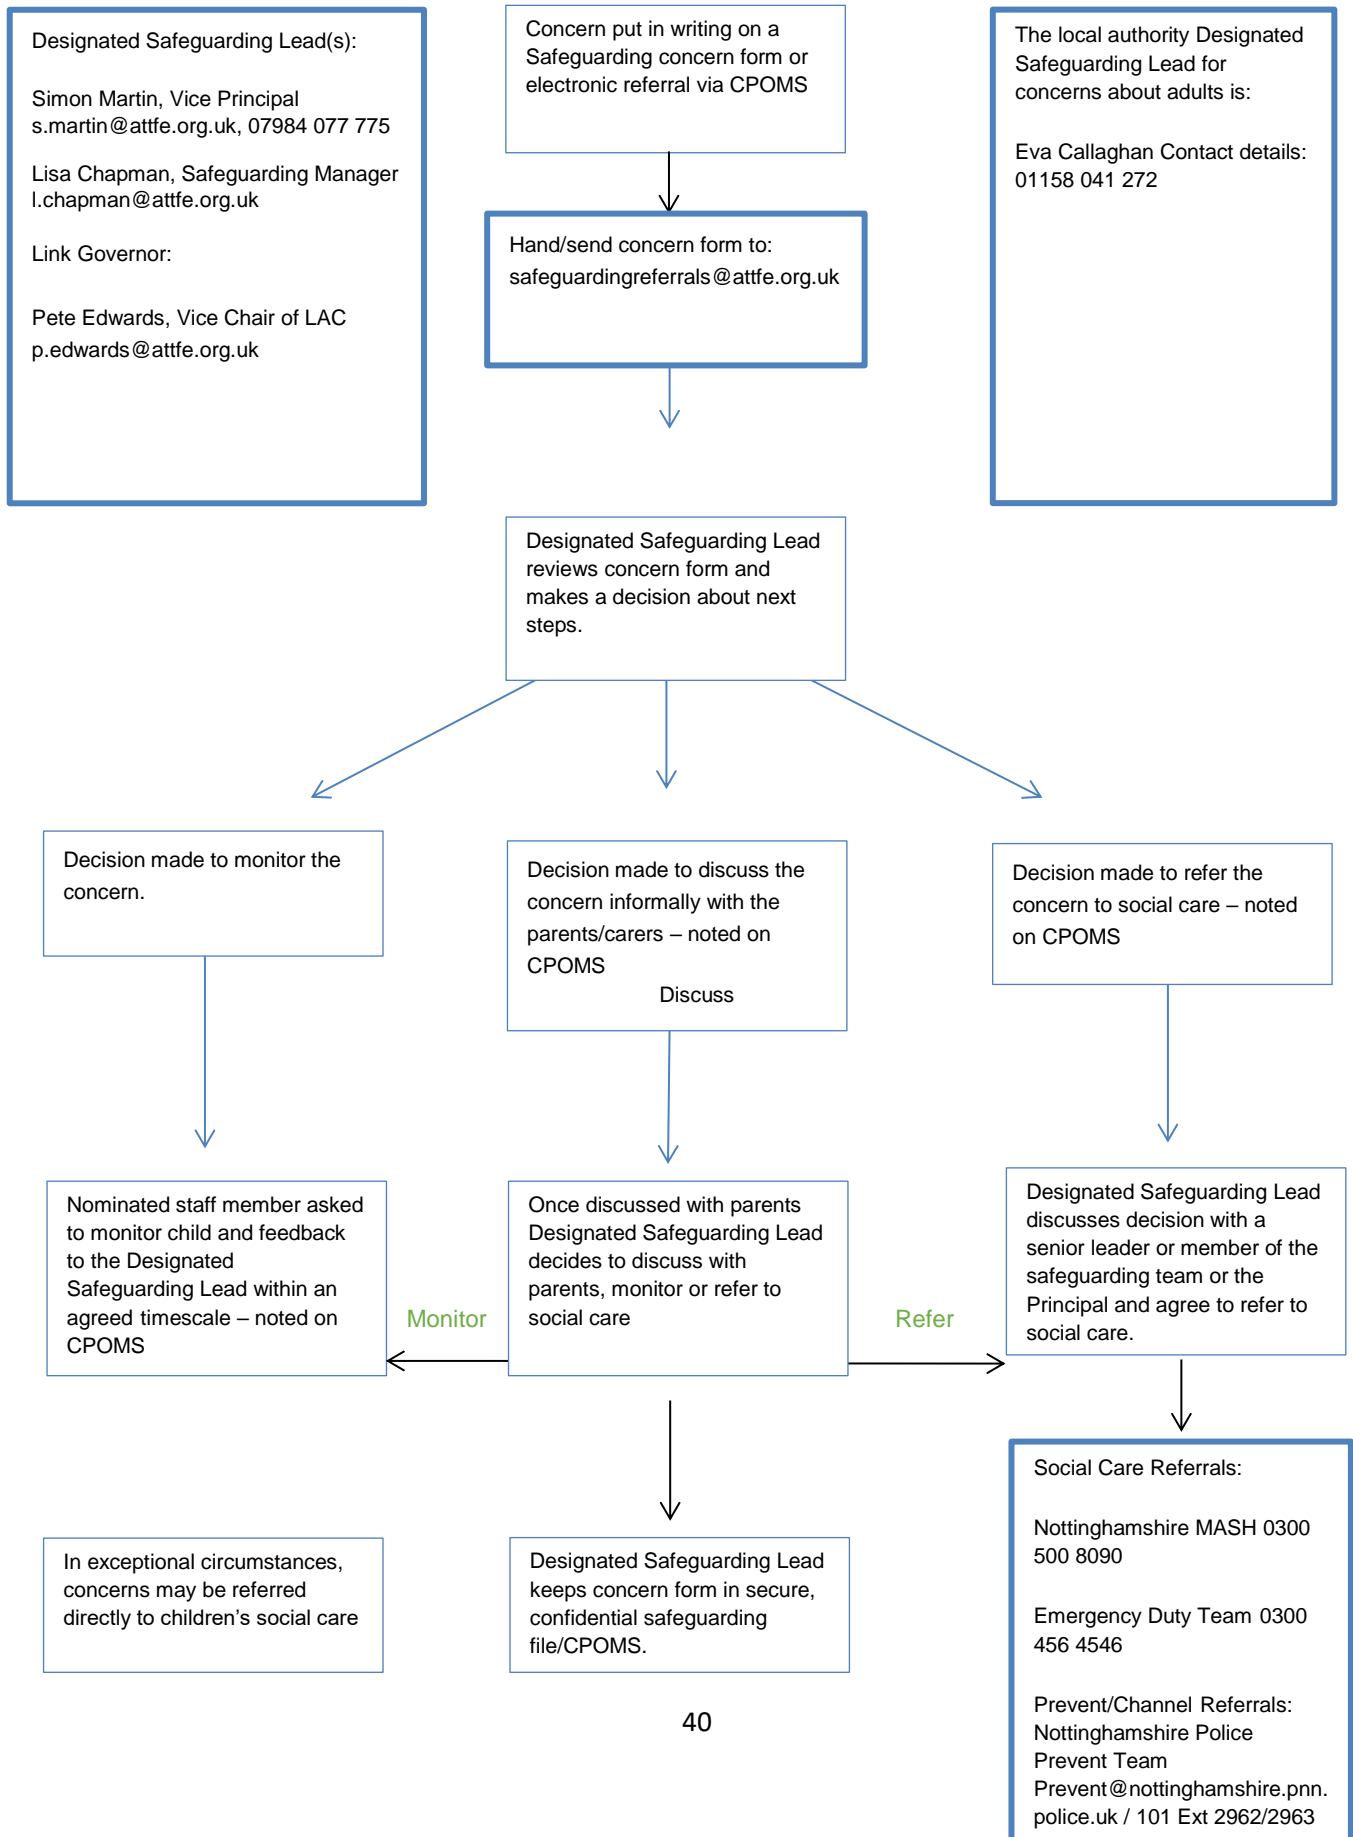 Designated Safeguarding Lead(s):
Simon Martin, Vice Principal
s.martin@attfe.org.uk, 07984 077 775
Lisa Chapman, Safeguarding Manager
l.chapman@attfe.org.uk
Link Governor:
Pete Edwards, Vice Chair of LAC
p.edwards@attfe.org.uk
Concern put in writing on a
Safeguarding concern form or
electronic referral via CPOMS
The local authority Designated
Safeguarding Lead for
concerns about adults is:
Eva Callaghan Contact details:
01158 041 272
Hand/send concern form to:
safeguardingreferrals@attfe.org.uk
Designated Safeguarding Lead
reviews concern form and
makes a decision about next
steps.
Decision made to monitor the
concern.
Decision made to discuss the
concern informally with the
parents/carers – noted on
CPOMS
Discuss
Decision made to refer the
concern to social care – noted
on CPOMS
Nominated staff member asked
to monitor child and feedback
to the Designated
Safeguarding Lead within an
agreed timescale – noted on
CPOMS
Monitor
Once discussed with parents
Designated Safeguarding Lead
decides to discuss with
parents, monitor or refer to
social care
Refer
Designated Safeguarding Lead
discusses decision with a
senior leader or member of the
safeguarding team or the
Principal and agree to refer to
social care.
In exceptional circumstances,
concerns may be referred
directly to children’s social care
Designated Safeguarding Lead
keeps concern form in secure,
confidential safeguarding
file/CPOMS.
Social Care Referrals:
Nottinghamshire MASH 0300
500 8090
Emergency Duty Team 0300
456 4546
Prevent/Channel Referrals:
Nottinghamshire Police
Prevent Team
Prevent@nottinghamshire.pnn.
police.uk / 101 Ext 2962/2963
40